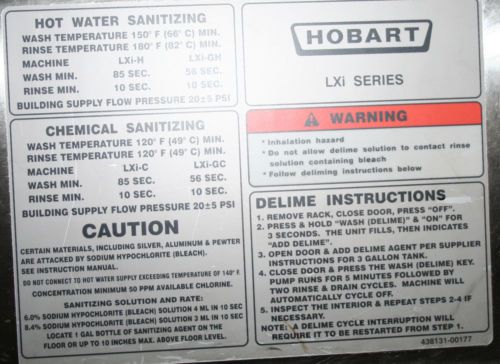 HOT WATER SANITIZING
WASH TEMPERATURE 150° F (66° C) MIN.
RINSE TEMPERATURE 180° F (82° C) MIN.
MACHINE LXi-H LXi-GH
WASH MIN. 85 SEC. 56 SEC.
RINSE MIN. 10 SEC. 10 SEC.
BUILDING SUPPLY FLOW PRESSURE 20±5 PSI
CHEMICAL SANITIZING
WASH TEMPERATURE 120° F (49° C) MIN.
RINSE TEMPERATURE 120° F (49° C) MIN.
MACHINE LXi-C LXi-GC
WASH MIN. 85 SEC. 56 SEC.
RINSE MIN. 10 SEC. 10 SEC.
BUILDING SUPPLY FLOW PRESSURE 20±5 PSI
CAUTION
CERTAIN MATERIALS, INCLUDING SILVER, ALUMINUM & PEWTER
ARE ATTACKED BY SODIUM HYPOCHLORITE (BLEACH).
SEE INSTRUCTION MANUAL.
DO NOT CONNECT TO HOT WATER SUPPLY EXCEEDING TEMPERATURE OF 140° F
CONCENTRATION MINIMUM 50 PPM AVAILABLE CHLORINE.
SANITIZING SOLUTION AND RATE:
6.0% SODIUM HYPOCHLORITE (BLEACH) SOLUTION 4 ML IN 10 SEC
8.4% SODIUM HYPOCHLORITE (BLEACH) SOLUTION 3 ML IN 10 SEC
LOCATE 1 GAL BOTTLE OF SANITIZING AGENT ON THE
FLOOR OR UP TO 10 INCHES MAX. ABOVE FLOOR LEVEL.
HOBART
LXi SERIES
WARNING
* Inhalation hazard
* Do not allow delime solution to contact rinse
solution containing bleach
* Follow deliming instructions below
DELIME INSTRUCTIONS
1. REMOVE RACK, CLOSE DOOR, PRESS "OFF".
2. PRESS & HOLD "WASH (DELIME)" & "ON" FOR
3 SECONDS. THE UNIT FILLS, THEN INDICATES
"ADD DELIME".
3. OPEN DOOR & ADD DELIME AGENT PER SUPPLIER
INSTRUCTIONS FOR 3 GALLON TANK.
4. CLOSE DOOR & PRESS THE WASH (DELIME) KEY.
PUMP RUNS FOR 5 MINUTES FOLLOWED BY
TWO RINSE & DRAIN CYCLES. MACHINE WILL
AUTOMATICALLY CYCLE OFF.
5. INSPECT THE INTERIOR & REPEAT STEPS 2-4 IF
NECESSARY.
NOTE: A DELIME CYCLE INTERRUPTION WILL
REQUIRE IT TO BE RESTARTED (STEP 1).
438131-00177